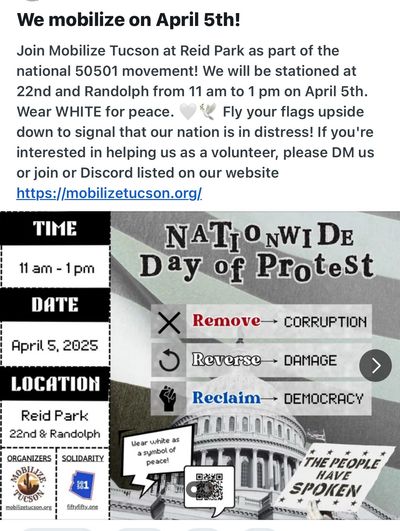 We mobilize on April 5th!
Join Mobilize Tucson at Reid Park as part of the
national 50501 movement! We will be stationed at
22nd and Randolph from 11 am to 1 pm on April 5th.
Wear WHITE for peace. 🤍🕊️ Fly your flags upside
down to signal that our nation is in distress! If you're
interested in helping us as a volunteer, please DM us
or join or Discord listed on our website
https://mobilizetucson.org/
TIME
11 am - 1 pm
DATE
April 5, 2025
LOCATION
Reid Park
22nd & Randolph
ORGANIZERS
MOBILIZE
TUCSON
mobilizetucson.org
SOLIDARITY
50
501
fiftyfifty.one
NATIONWIDE
Day of Protest
Remove → CORRUPTION
Reverse → DAMAGE
Reclaim → DEMOCRACY
Wear white as
a symbol of
peace!
THE PEOPLE
HAVE
SPOKEN